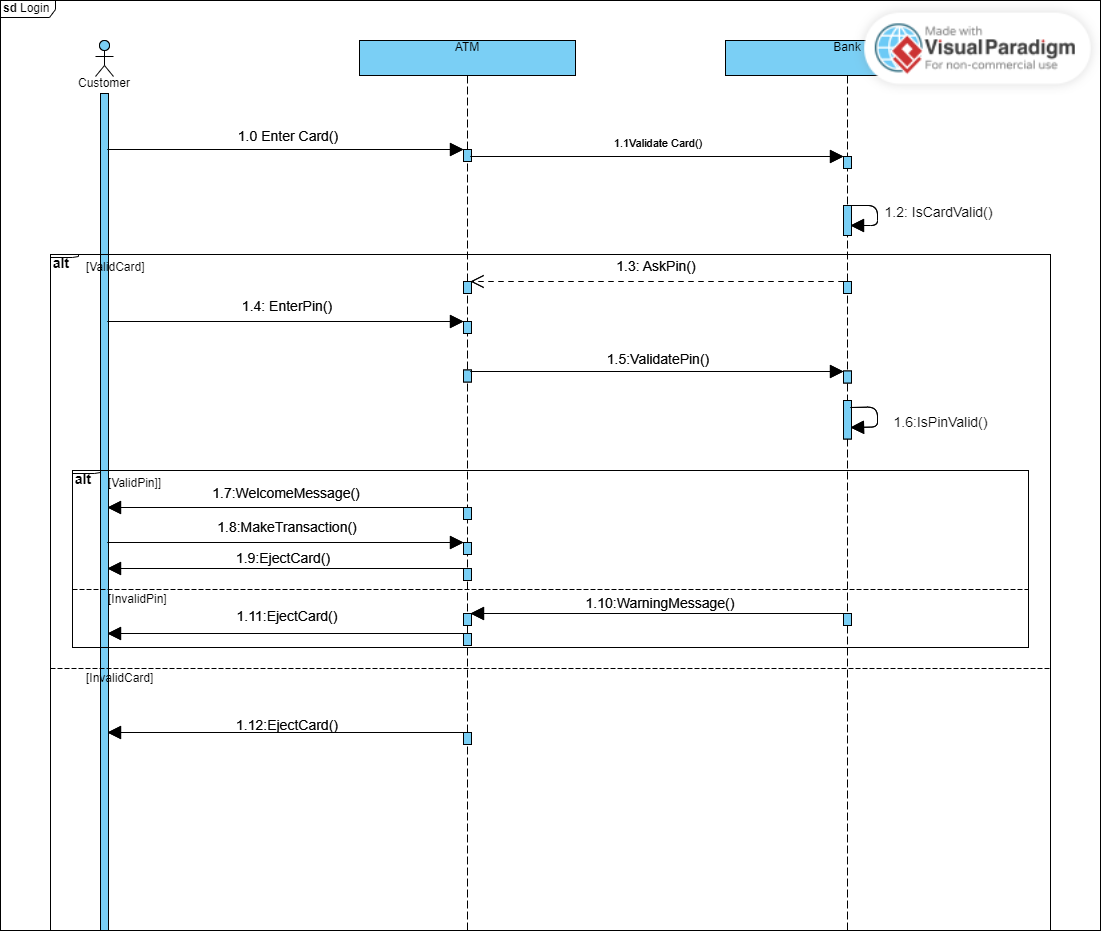 sd Login
Made with
Visual Paradigm
For non-commercial use
Customer
ATM
Bank
1.0 Enter Card()
1.1Validate Card()
1.2: IsCardValid()
alt
[ValidCard]
1.3: AskPin()
1.4: EnterPin()
1.5:ValidatePin()
1.6:IsPinValid()
alt
[ValidPin]]
1.7:WelcomeMessage()
1.8:MakeTransaction()
1.9:EjectCard()
[InvalidPin]
1.10:WarningMessage()
1.11:EjectCard()
[InvalidCard]
1.12:EjectCard()